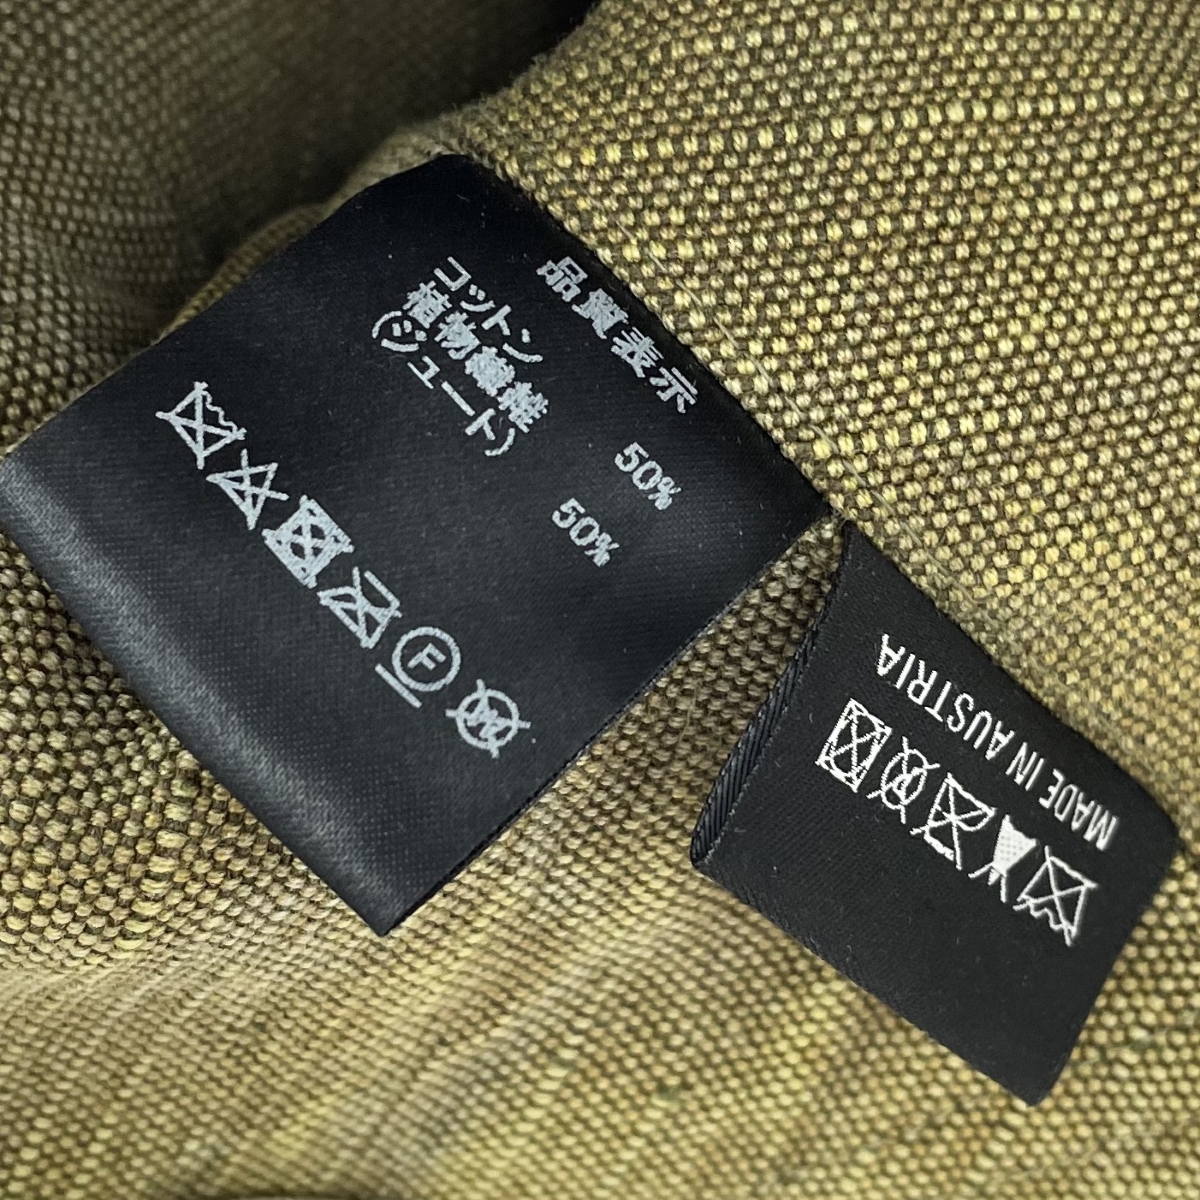 品質表示
コットン 50%
植物繊維 50%
(ジュート)
F
W
MADE IN AUSTRIA
P